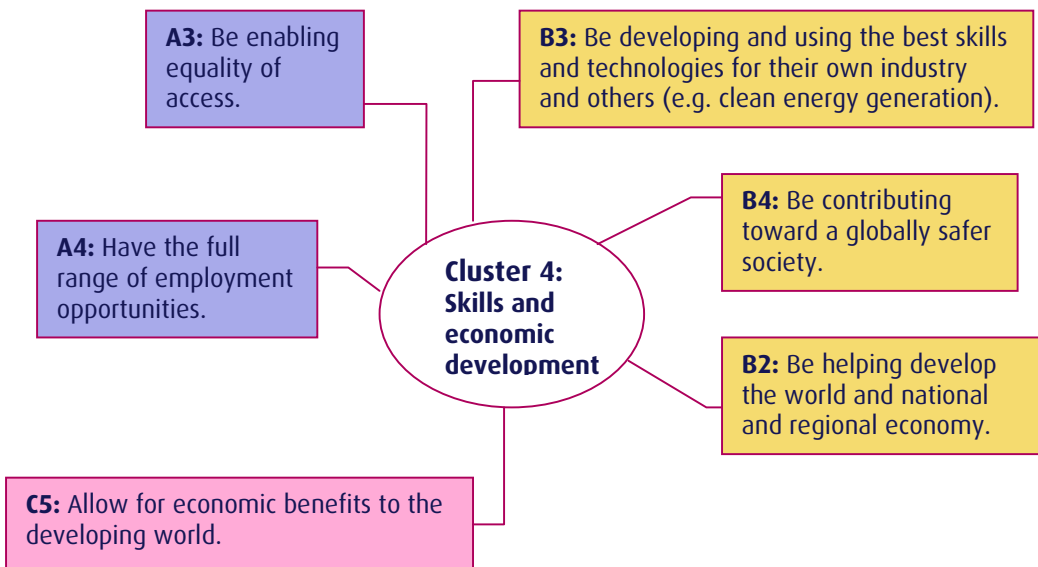 A3: Be enabling
equality of
access.
B3: Be developing and using the best skills
and technologies for their own industry
and others (e.g. clean energy generation).
B4: Be contributing
toward a globally safer
society.
A4: Have the full
range of employment
opportunities.
Cluster 4:
Skills and
economic
development
B2: Be helping develop
the world and national
and regional economy.
C5: Allow for economic benefits to the
developing world.